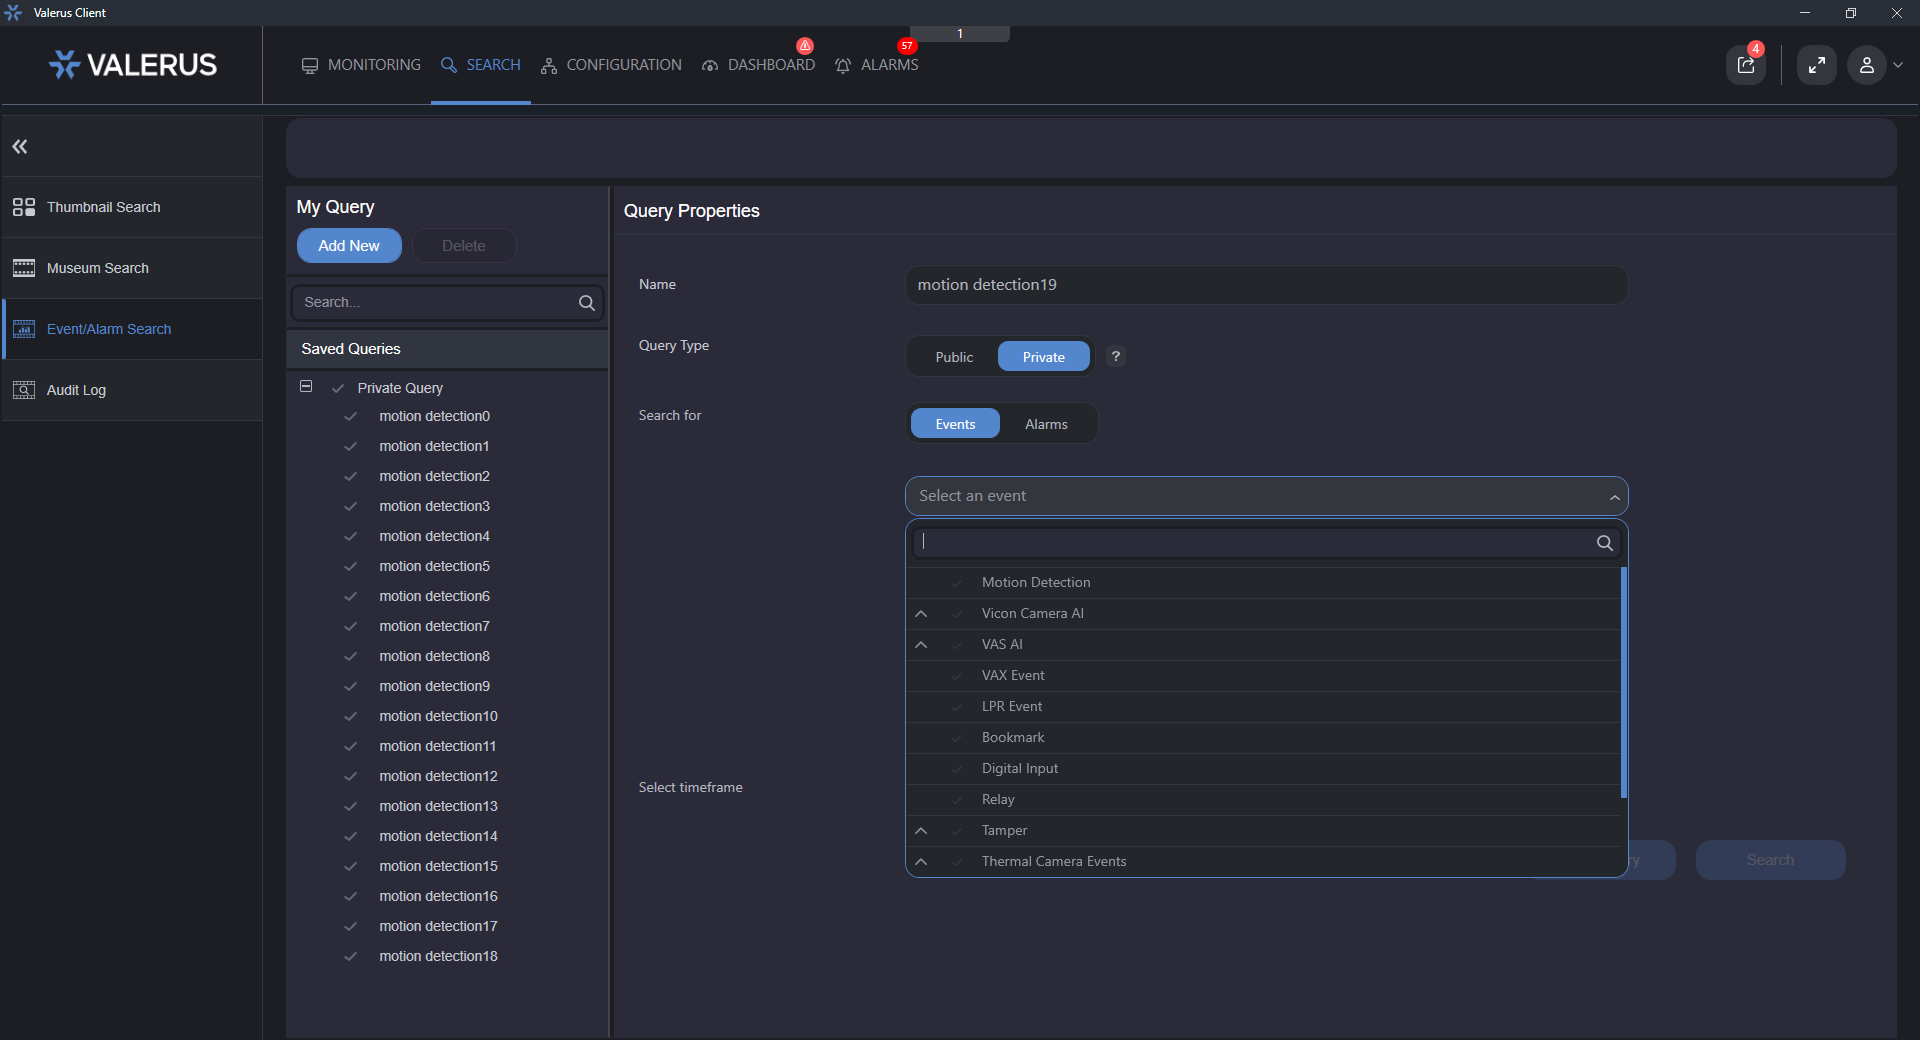 Valerus Client
1
VALERUS
MONITORING
SEARCH
CONFIGURATION
DASHBOARD
57
ALARMS
4
Thumbnail Search
Museum Search
Event/Alarm Search
Audit Log
My Query
Add New
Delete
Search...
Saved Queries
Private Query
motion detection0
motion detection1
motion detection2
motion detection3
motion detection4
motion detection5
motion detection6
motion detection7
motion detection8
motion detection9
motion detection10
motion detection11
motion detection12
motion detection13
motion detection14
motion detection15
motion detection16
motion detection17
motion detection18
Query Properties
Name
motion detection19
Query Type
Public
Private
?
Search for
Events
Alarms
Select an event
Motion Detection
Vicon Camera AI
VAS AI
VAX Event
LPR Event
Bookmark
Digital Input
Relay
Tamper
Thermal Camera Events
Select timeframe
Search